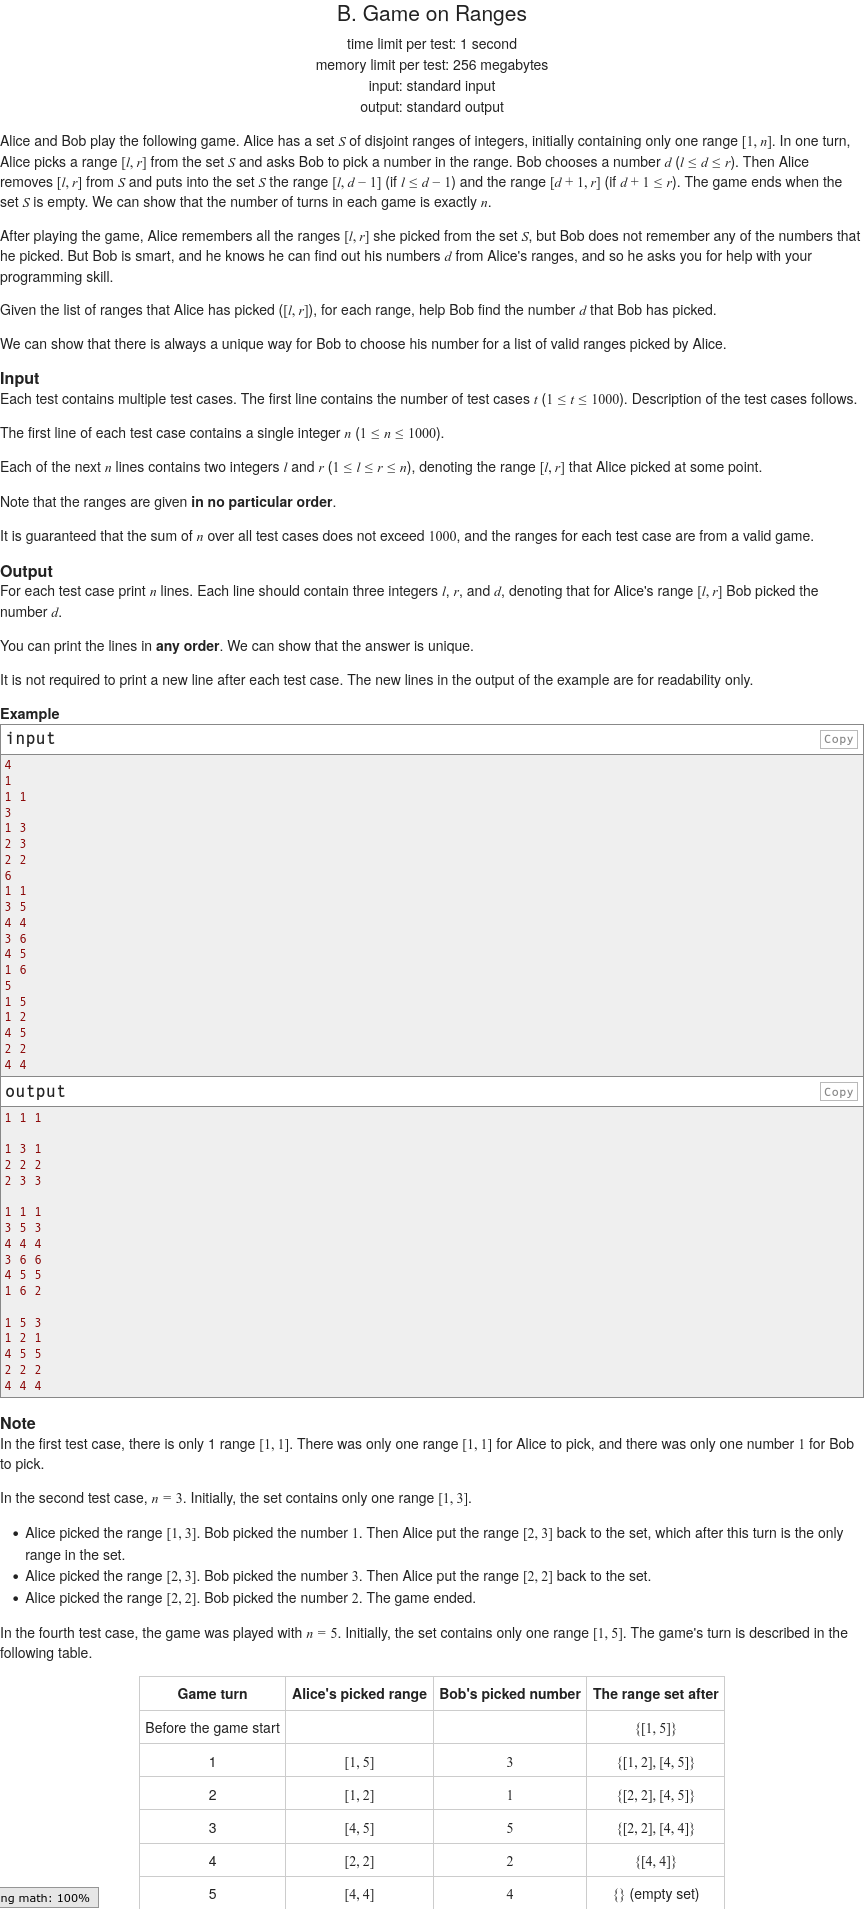 B. Game on Ranges
time limit per test: 1 second
memory limit per test: 256 megabytes
input: standard input
output: standard output
Alice and Bob play the following game. Alice has a set S of disjoint ranges of integers, initially containing only one range [1, n]. In one turn,
Alice picks a range [l, r] from the set S and asks Bob to pick a number in the range. Bob chooses a number d (l ≤ d ≤ r). Then Alice
removes [l, r] from S and puts into the set S the range [l, d − 1] (if l ≤ d − 1) and the range [d + 1, r] (if d + 1 ≤ r). The game ends when the
set S is empty. We can show that the number of turns in each game is exactly n.
After playing the game, Alice remembers all the ranges [l, r] she picked from the set S, but Bob does not remember any of the numbers that
he picked. But Bob is smart, and he knows he can find out his numbers d from Alice's ranges, and so he asks you for help with your
programming skill.
Given the list of ranges that Alice has picked ([l, r]), for each range, help Bob find the number d that Bob has picked.
We can show that there is always a unique way for Bob to choose his number for a list of valid ranges picked by Alice.
Input
Each test contains multiple test cases. The first line contains the number of test cases t (1 ≤ t ≤ 1000). Description of the test cases follows.
The first line of each test case contains a single integer n (1 ≤ n ≤ 1000).
Each of the next n lines contains two integers l and r (1 ≤ l ≤ r ≤ n), denoting the range [l, r] that Alice picked at some point.
Note that the ranges are given in no particular order.
It is guaranteed that the sum of n over all test cases does not exceed 1000, and the ranges for each test case are from a valid game.
Output
For each test case print n lines. Each line should contain three integers l, r, and d, denoting that for Alice's range [l, r] Bob picked the
number d.
You can print the lines in any order. We can show that the answer is unique.
It is not required to print a new line after each test case. The new lines in the output of the example are for readability only.
Example
input Copy
4
1
1 1
3
1 3
2 3
2 2
6
1 1
3 5
4 4
3 6
4 5
1 6
5
1 5
1 2
4 5
2 2
4 4
output Copy
1 1 1
1 3 1
2 2 2
2 3 3
1 1 1
3 5 3
4 4 4
3 6 6
4 5 5
1 6 2
1 5 3
1 2 1
4 5 5
2 2 2
4 4 4
Note
In the first test case, there is only 1 range [1, 1]. There was only one range [1, 1] for Alice to pick, and there was only one number 1 for Bob
to pick.
In the second test case, n = 3. Initially, the set contains only one range [1, 3].
• Alice picked the range [1, 3]. Bob picked the number 1. Then Alice put the range [2, 3] back to the set, which after this turn is the only
range in the set.
• Alice picked the range [2, 3]. Bob picked the number 3. Then Alice put the range [2, 2] back to the set.
• Alice picked the range [2, 2]. Bob picked the number 2. The game ended.
In the fourth test case, the game was played with n = 5. Initially, the set contains only one range [1, 5]. The game's turn is described in the
following table.
Game turn Alice's picked range Bob's picked number The range set after
Before the game start {[1, 5]}
1 [1, 5] 3 {[1, 2], [4, 5]}
2 [1, 2] 1 {[2, 2], [4, 5]}
3 [4, 5] 5 {[2, 2], [4, 4]}
4 [2, 2] 2 {[4, 4]}
5 [4, 4] 4 {} (empty set)
ng math: 100%